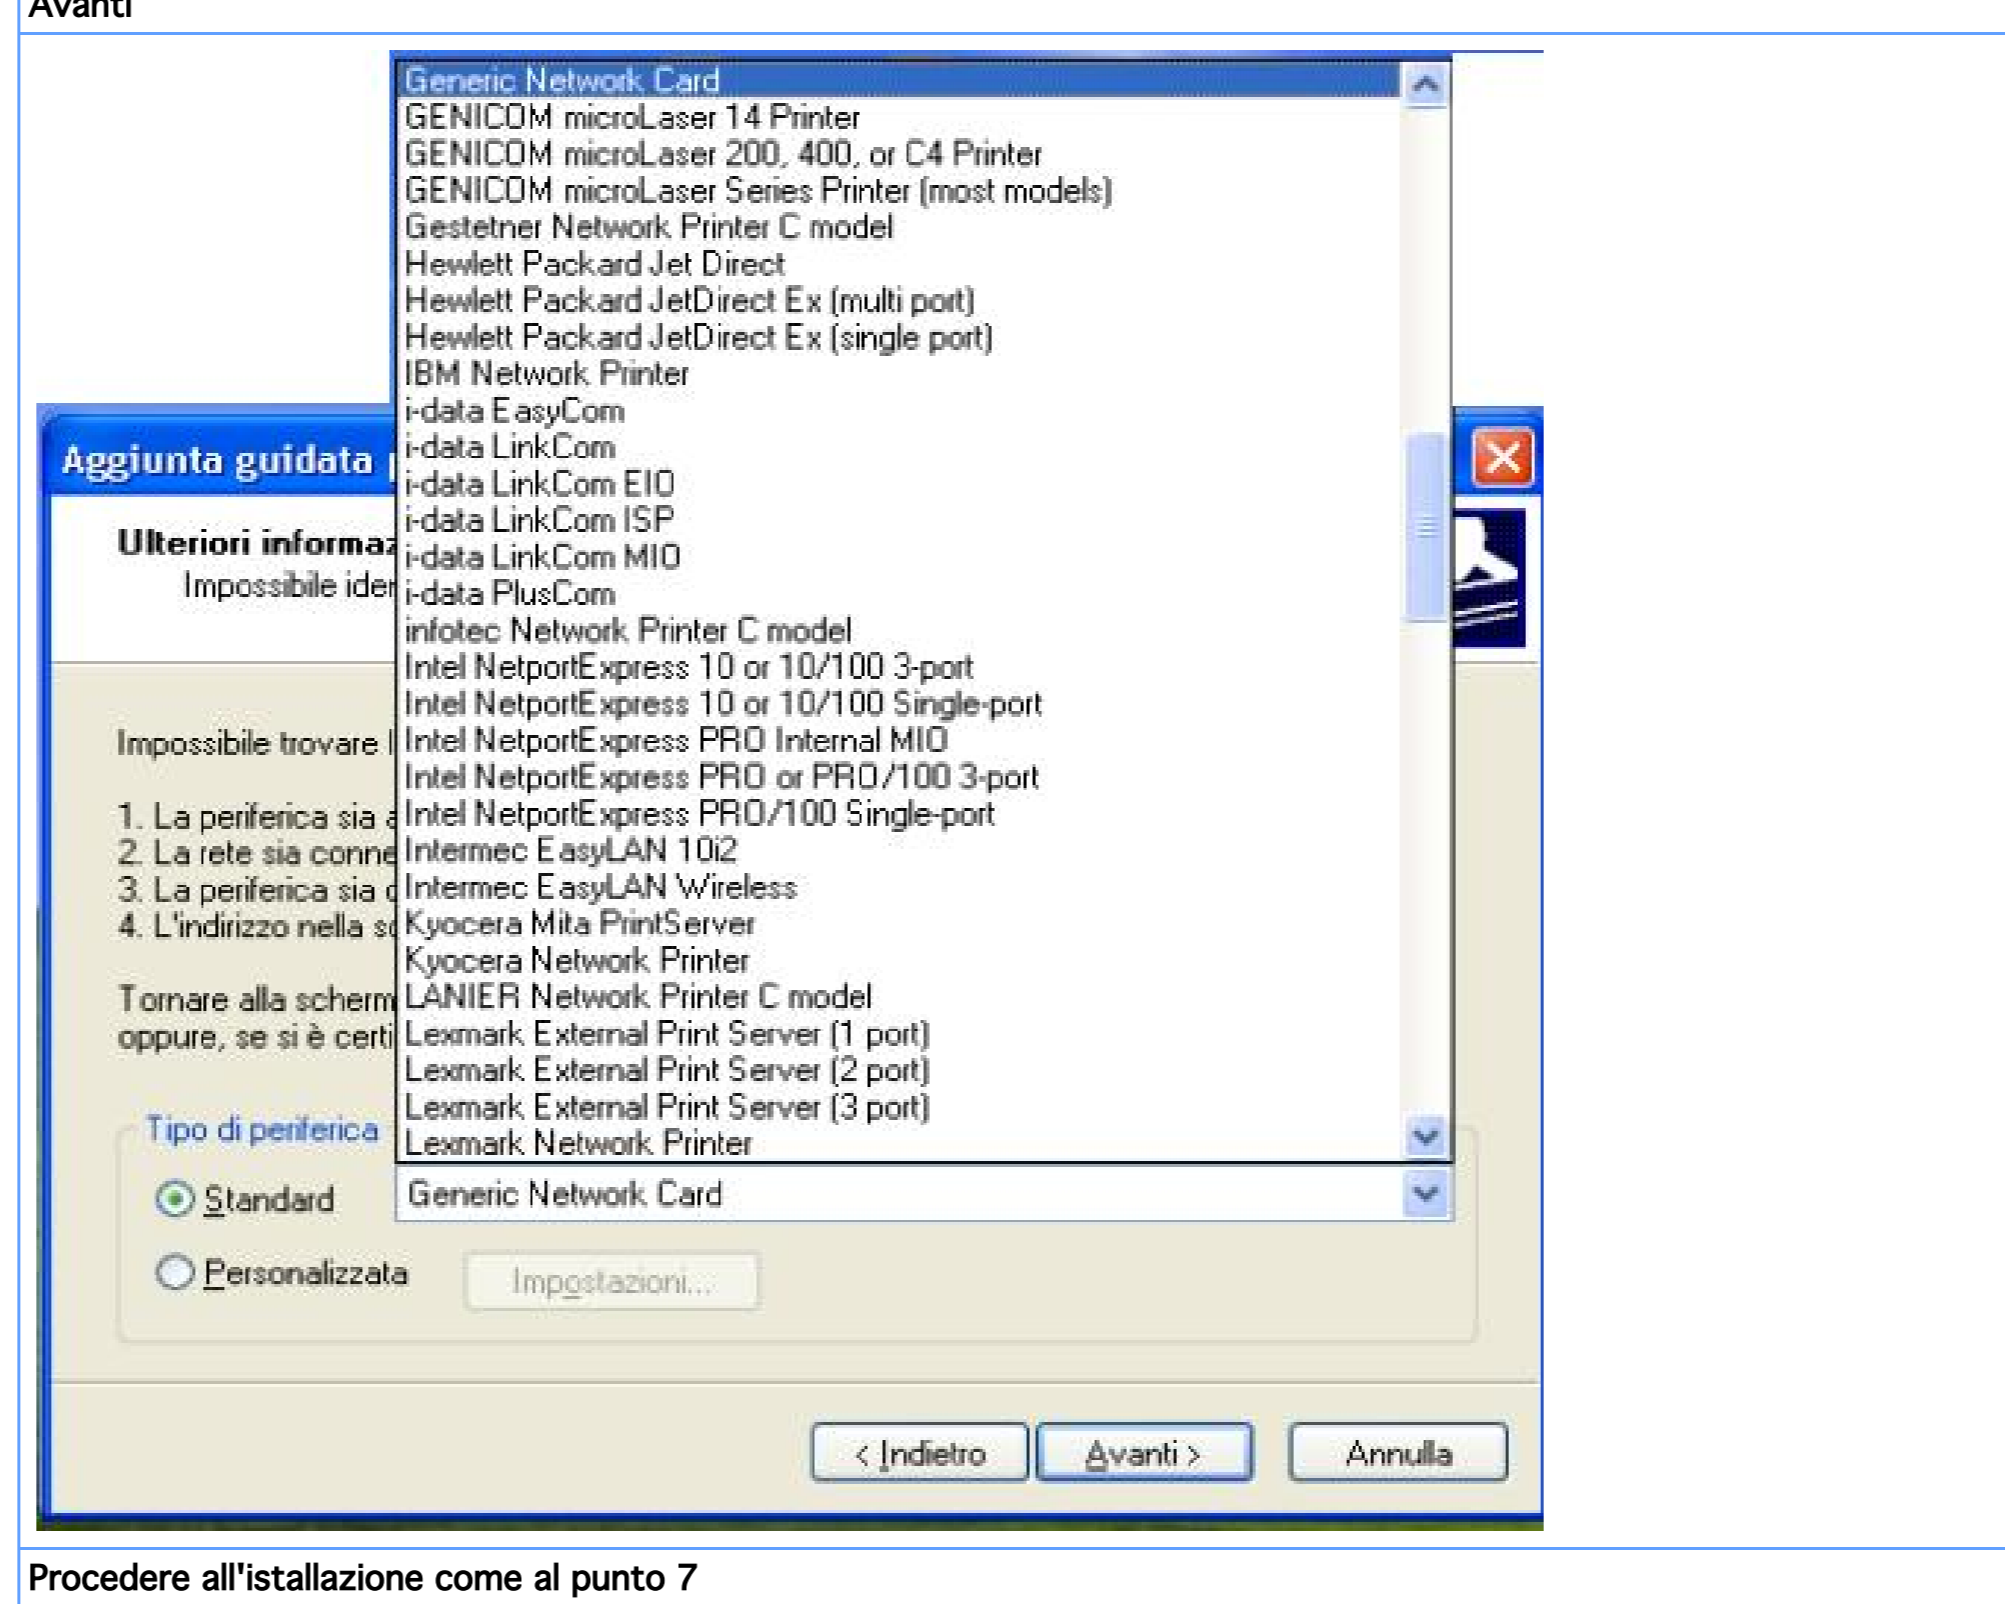 Avanti
Generic Network Card
GENICOM microLaser 14 Printer
GENICOM microLaser 200, 400, or C4 Printer
GENICOM microLaser Series Printer (most models)
Gestetner Network Printer C model
Hewlett Packard Jet Direct
Hewlett Packard JetDirect Ex (multi port)
Hewlett Packard JetDirect Ex (single port)
IBM Network Printer
i-data EasyCom
i-data LinkCom
i-data LinkCom EIO
i-data LinkCom ISP
i-data LinkCom MIO
i-data PlusCom
infotec Network Printer C model
Intel NetportExpress 10 or 10/100 3-port
Intel NetportExpress 10 or 10/100 Single-port
Intel NetportExpress PRO Internal MIO
Intel NetportExpress PRO or PRO/100 3-port
Intel NetportExpress PRO/100 Single-port
Intermec EasyLAN 10i2
Intermec EasyLAN Wireless
Kyocera Mita PrintServer
Kyocera Network Printer
LANIER Network Printer C model
Lexmark External Print Server (1 port)
Lexmark External Print Server (2 port)
Lexmark External Print Server (3 port)
Lexmark Network Printer
Aggiunta guidata
Ulteriori informaz
Impossibile iden
Impossibile trovare
1. La periferica sia
2. La rete sia conne
3. La periferica sia
4. L'indirizzo nella
Tornare alla scherm
oppure, se si è certi
Tipo di periferica
Standard
Generic Network Card
Personalizzata
Impostazioni...
< Indietro
Avanti >
Annulla
Procedere all'istallazione come al punto 7